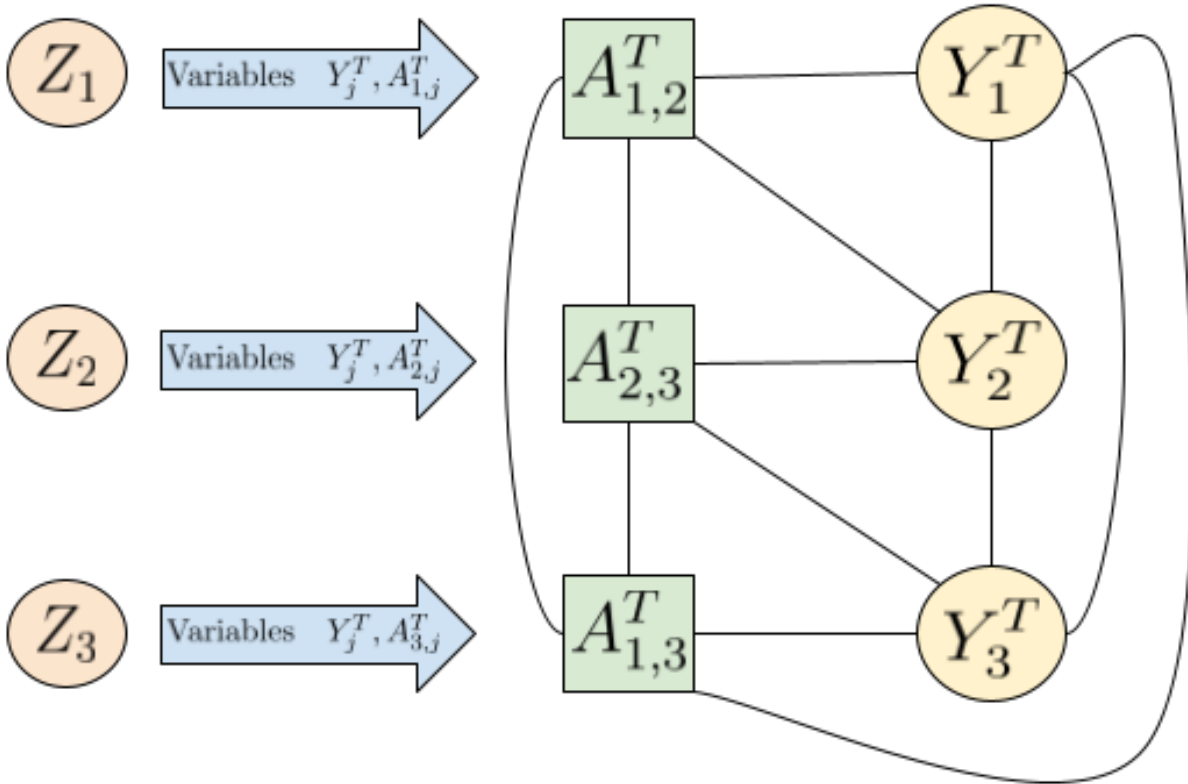 Z_1 Variables Y_j^T, A_{1,j}^T A_{1,2}^T Y_1^T
Z_2 Variables Y_j^T, A_{2,j}^T A_{2,3}^T Y_2^T
Z_3 Variables Y_j^T, A_{3,j}^T A_{1,3}^T Y_3^T